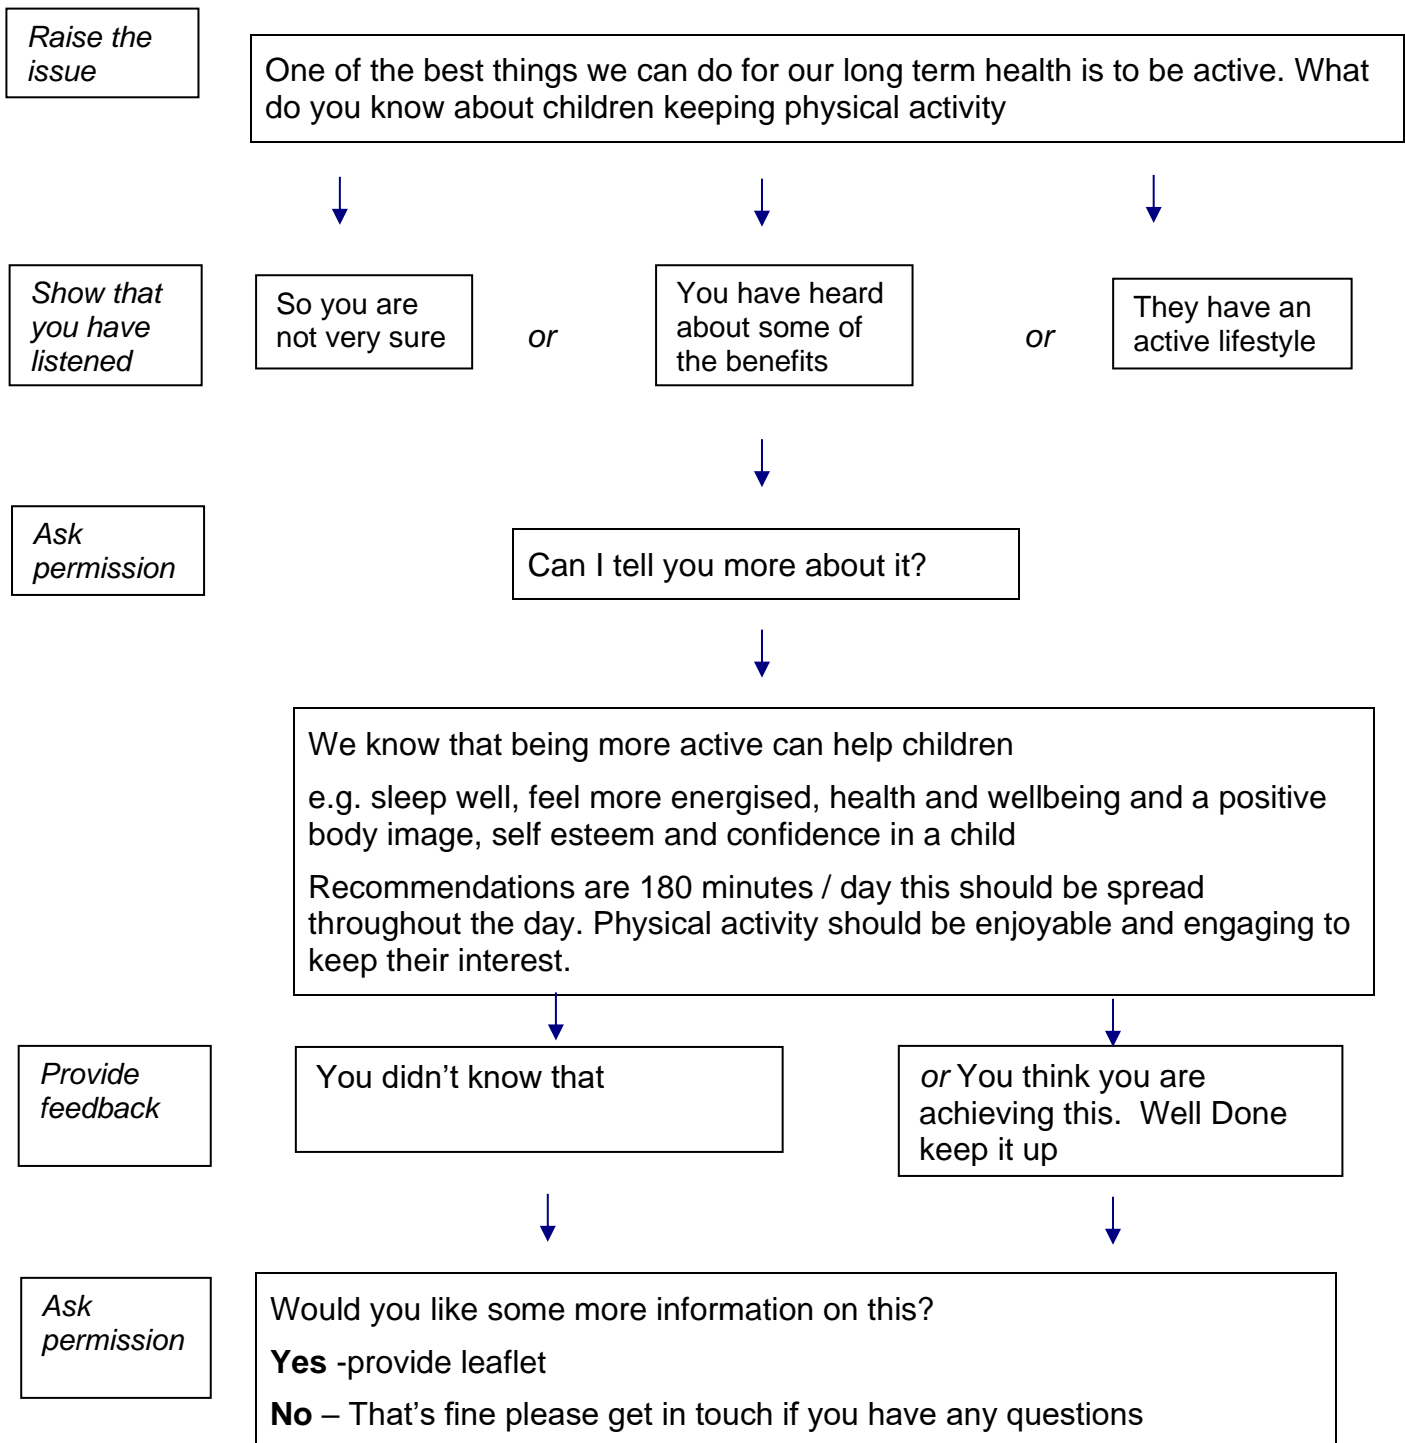 Raise the
issue
One of the best things we can do for our long term health is to be active. What
do you know about children keeping physical activity
Show that
you have
listened
So you are
not very sure
or
You have heard
about some of
the benefits
or
They have an
active lifestyle
Ask
permission
Can I tell you more about it?
We know that being more active can help children
e.g. sleep well, feel more energised, health and wellbeing and a positive
body image, self esteem and confidence in a child
Recommendations are 180 minutes / day this should be spread
throughout the day. Physical activity should be enjoyable and engaging to
keep their interest.
Provide
feedback
You didn’t know that
or You think you are
achieving this.  Well Done
keep it up
Ask
permission
Would you like some more information on this?
Yes -provide leaflet
No – That’s fine please get in touch if you have any questions